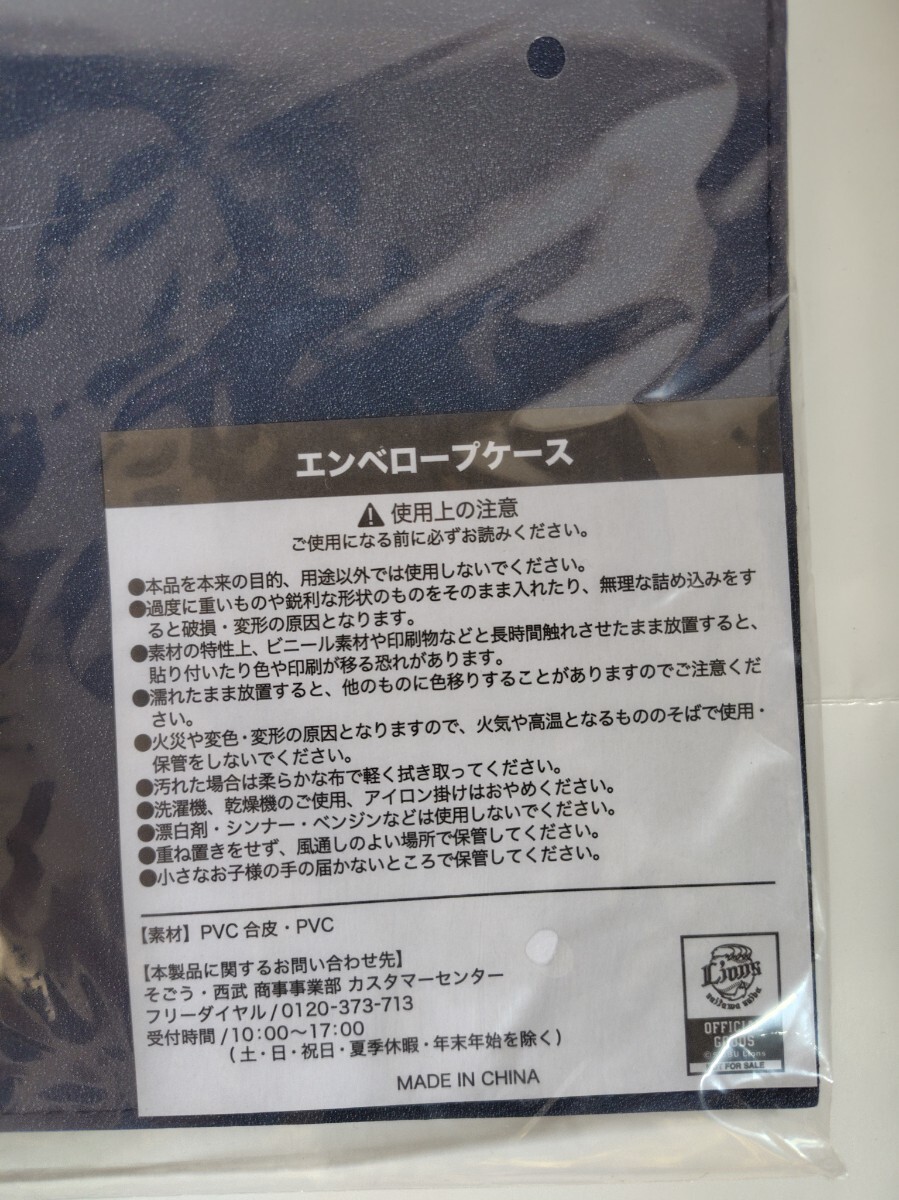 エンベロープケース
⚠ 使用上の注意
ご使用になる前に必ずお読みください。
●本品を本来の目的、用途以外では使用しないでください。
●過度に重いものや鋭利な形状のものをそのまま入れたり、無理な詰め込みをす
ると破損・変形の原因となります。
●素材の特性上、ビニール素材や印刷物などと長時間触れさせたまま放置すると、
貼り付いたり色や印刷が移る恐れがあります。
●濡れたまま放置すると、他のものに色移りすることがありますのでご注意くだ
さい。
●火災や変色・変形の原因となりますので、火気や高温となるもののそばで使用・
保管をしないでください。
●汚れた場合は柔らかな布で軽く拭き取ってください。
●洗濯機、乾燥機のご使用、アイロン掛けはおやめください。
●漂白剤・シンナー・ベンジンなどは使用しないでください。
●重ね置きをせず、風通しのよい場所で保管してください。
●小さなお子様の手の届かないところで保管してください。
【素材】PVC 合皮・PVC
【本製品に関するお問い合わせ先】
そごう・西武 商事事業部 カスタマーセンター
フリーダイヤル/0120-373-713
受付時間/10:00〜17:00
(土・日・祝日・夏季休暇・年末年始を除く)
MADE IN CHINA
Lions
saitama seibu
GOODS
Lions
FOR SALE